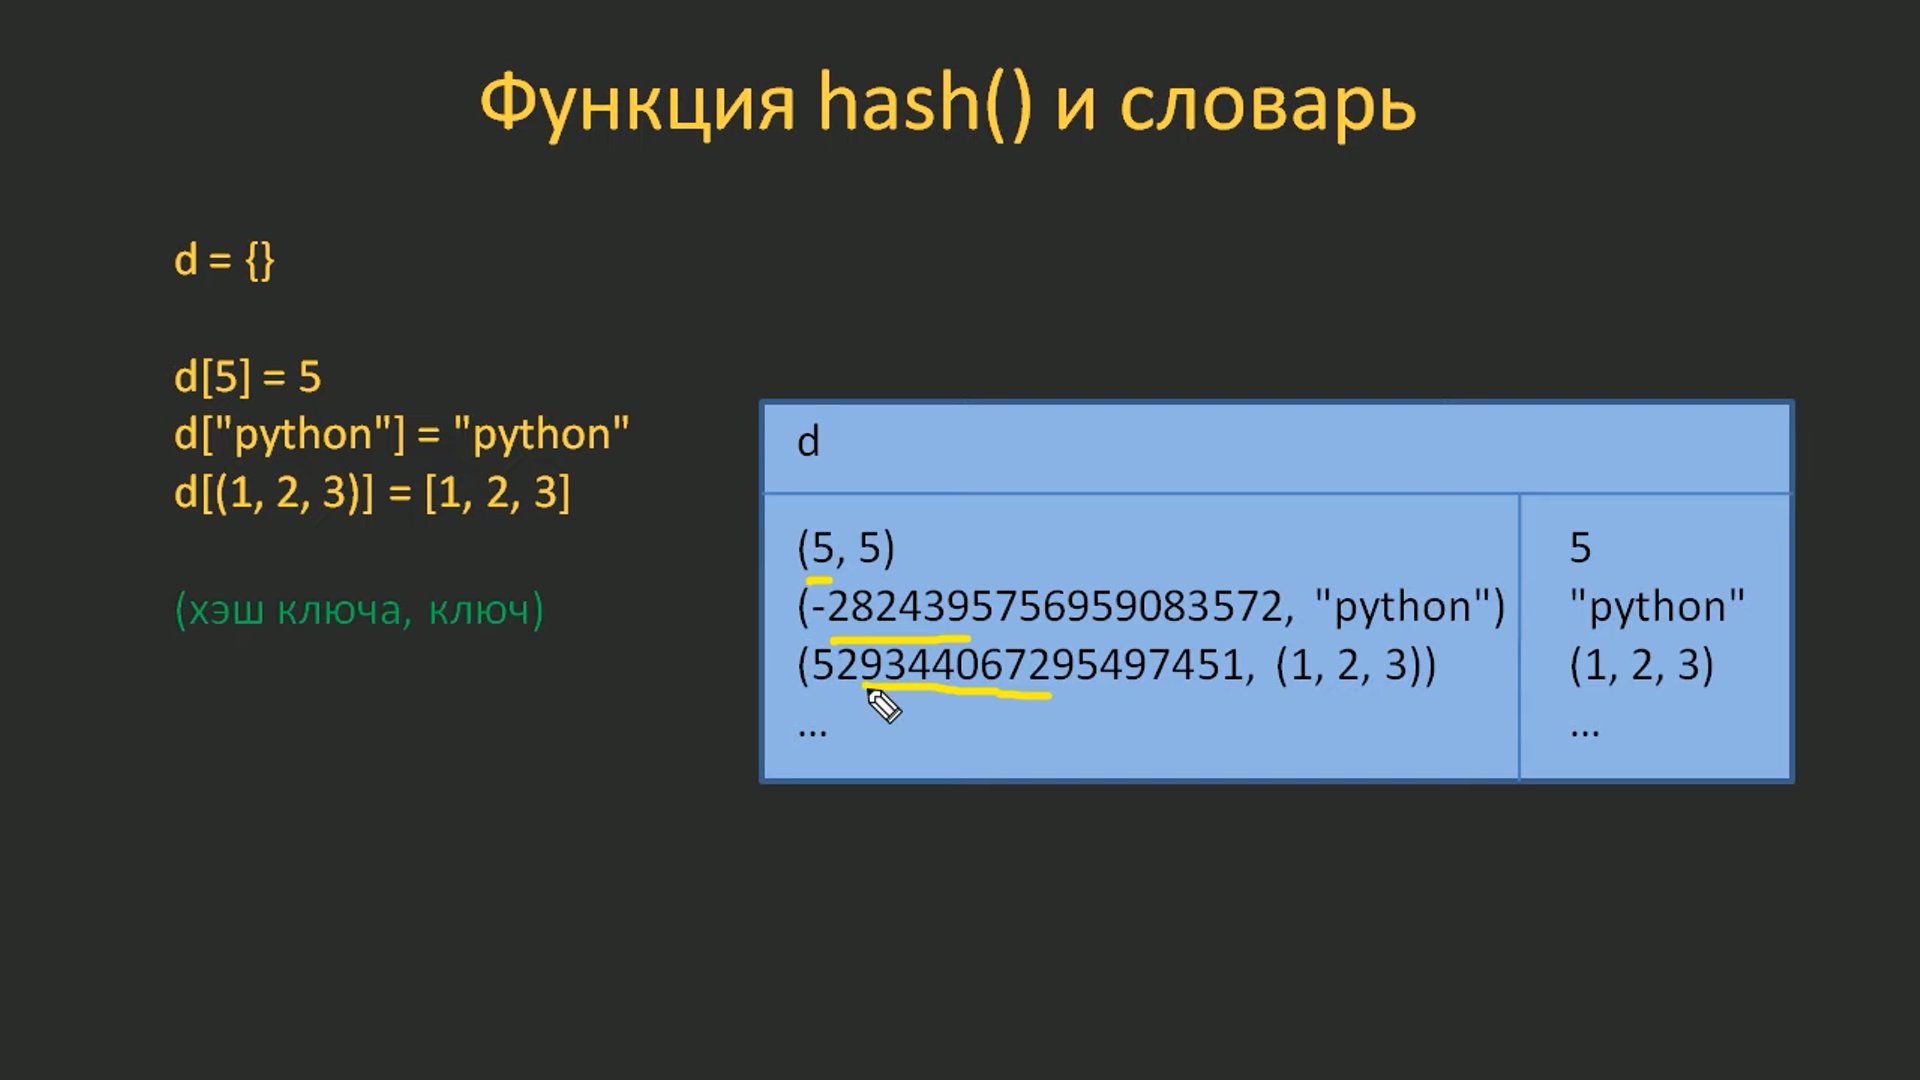 Функция hash() и словарь
d = {}
d[5] = 5
d["python"] = "python"
d[(1, 2, 3)] = [1, 2, 3]
(хэш ключа, ключ)
d
(5, 5)
5
(-2824395756959083572, "python")
"python"
(529344067295497451, (1, 2, 3))
(1, 2, 3)
...
...